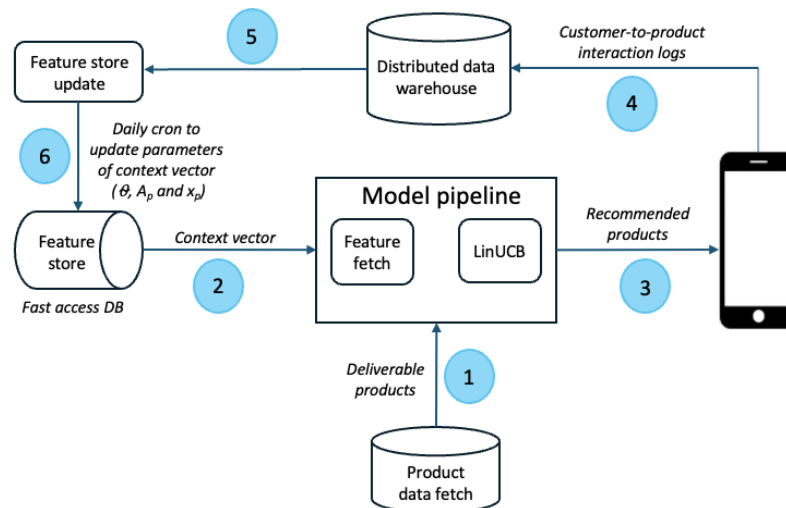 5
Customer-to-product
interaction logs
Feature store
update
Distributed data
warehouse
4
6
Daily cron to
update parameters
of context vector
( θ, Aₚ and xₚ)
Model pipeline
Feature
store
Context vector
Feature
fetch
LinUCB
Recommended
products
2
3
Fast access DB
Deliverable
products
1
Product
data fetch